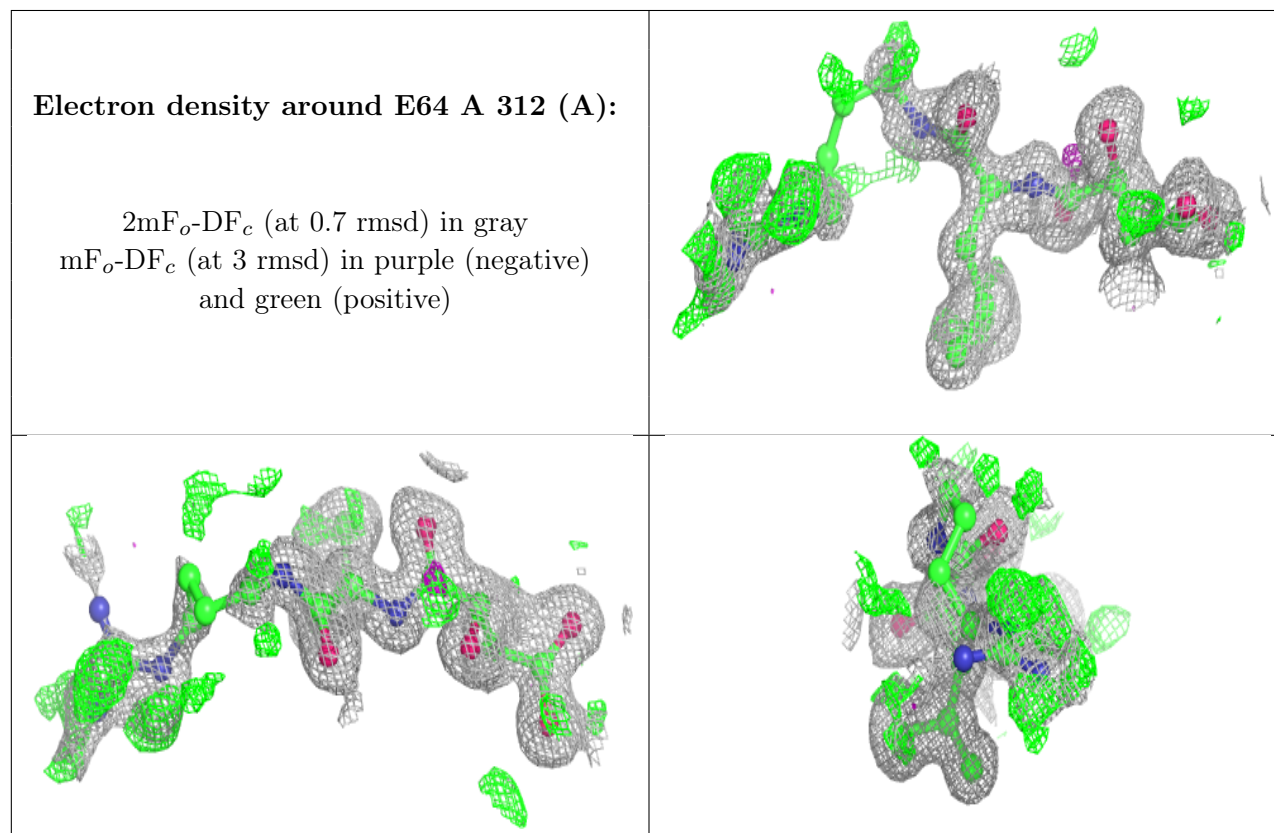 Electron density around E64 A 312 (A):
2mFo-DFc (at 0.7 rmsd) in gray
mFo-DFc (at 3 rmsd) in purple (negative)
and green (positive)